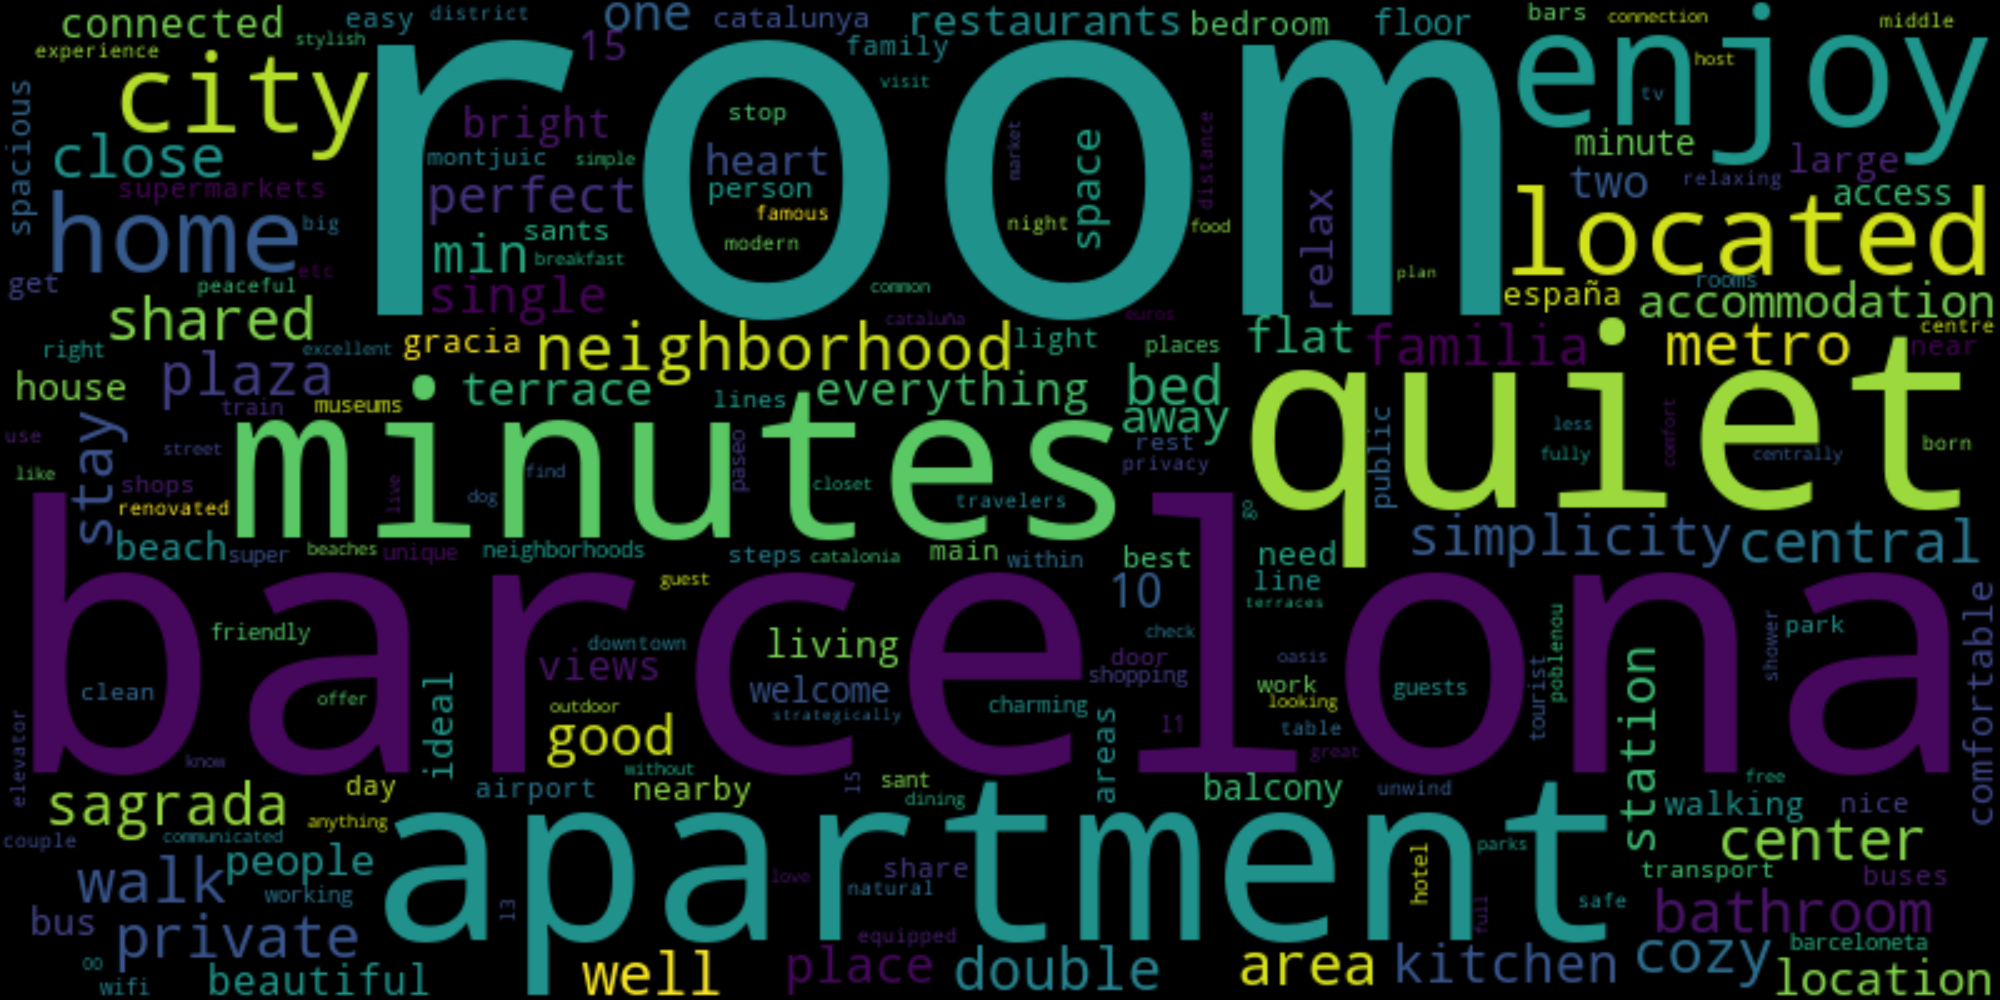 connected
easy
district
one
catalunya
restaurants
bedroom
floor
bars
connection
middle
experience
stylish
15
family
visit
room
enjoy
host
tv
city
bright
stop
market
space
distance
minute
large
spacious
close
montjuic
simple
heart
person
famous
two
relaxing
access
supermarkets
perfect
night
food
relax
located
home
big
sants
modern
min
breakfast
plan
rooms
get
etc
peaceful
single
common
españa
accommodation
shared
cataluña
euros
centre
right
excellent
gracia
neighborhood
light
places
flat
familia
metro
near
house
plaza
terrace
everything
bed
quiet
train
museums
lines
away
use
stay
street
minutes
paseo
rest
privacy
public
less
fully
comfort
centrally
born
like
shops
live
find
dog
closet
travelers
renovated
&
simplicity
central
beach
super
beaches
unique
neighborhoods
steps
catalonia
main
within
best
need
barcelona
guest
10
line
terraces
comfortable
friendly
downtown
living
check
poblenou
shower
park
views
door
shopping
oasis
station
clean
offer
ideal
welcome
work
looking
guests
tourist
outdoor
strategically
charming
areas
l1
table
elevator
good
great
know
without
sagrada
day
airport
nearby
15
sant
dining
balcony
unwind
free
walking
nice
couple
communicated
anything
apartment
center
walk
people
working
love
share
natural
hotel
parks
transport
buses
bus
private
13
full
safe
bathroom
equipped
oo
wifi
beautiful
well
place
double
area
kitchen
cozy
barceloneta
location